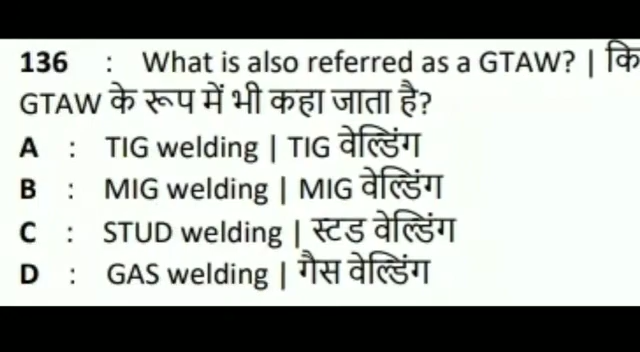 136 : What is also referred as a GTAW? | कि
GTAW के रूप में भी कहा जाता है?
A : TIG welding | TIG वेल्डिंग
B : MIG welding | MIG वेल्डिंग
C : STUD welding | स्टड वेल्डिंग
D : GAS welding | गैस वेल्डिंग